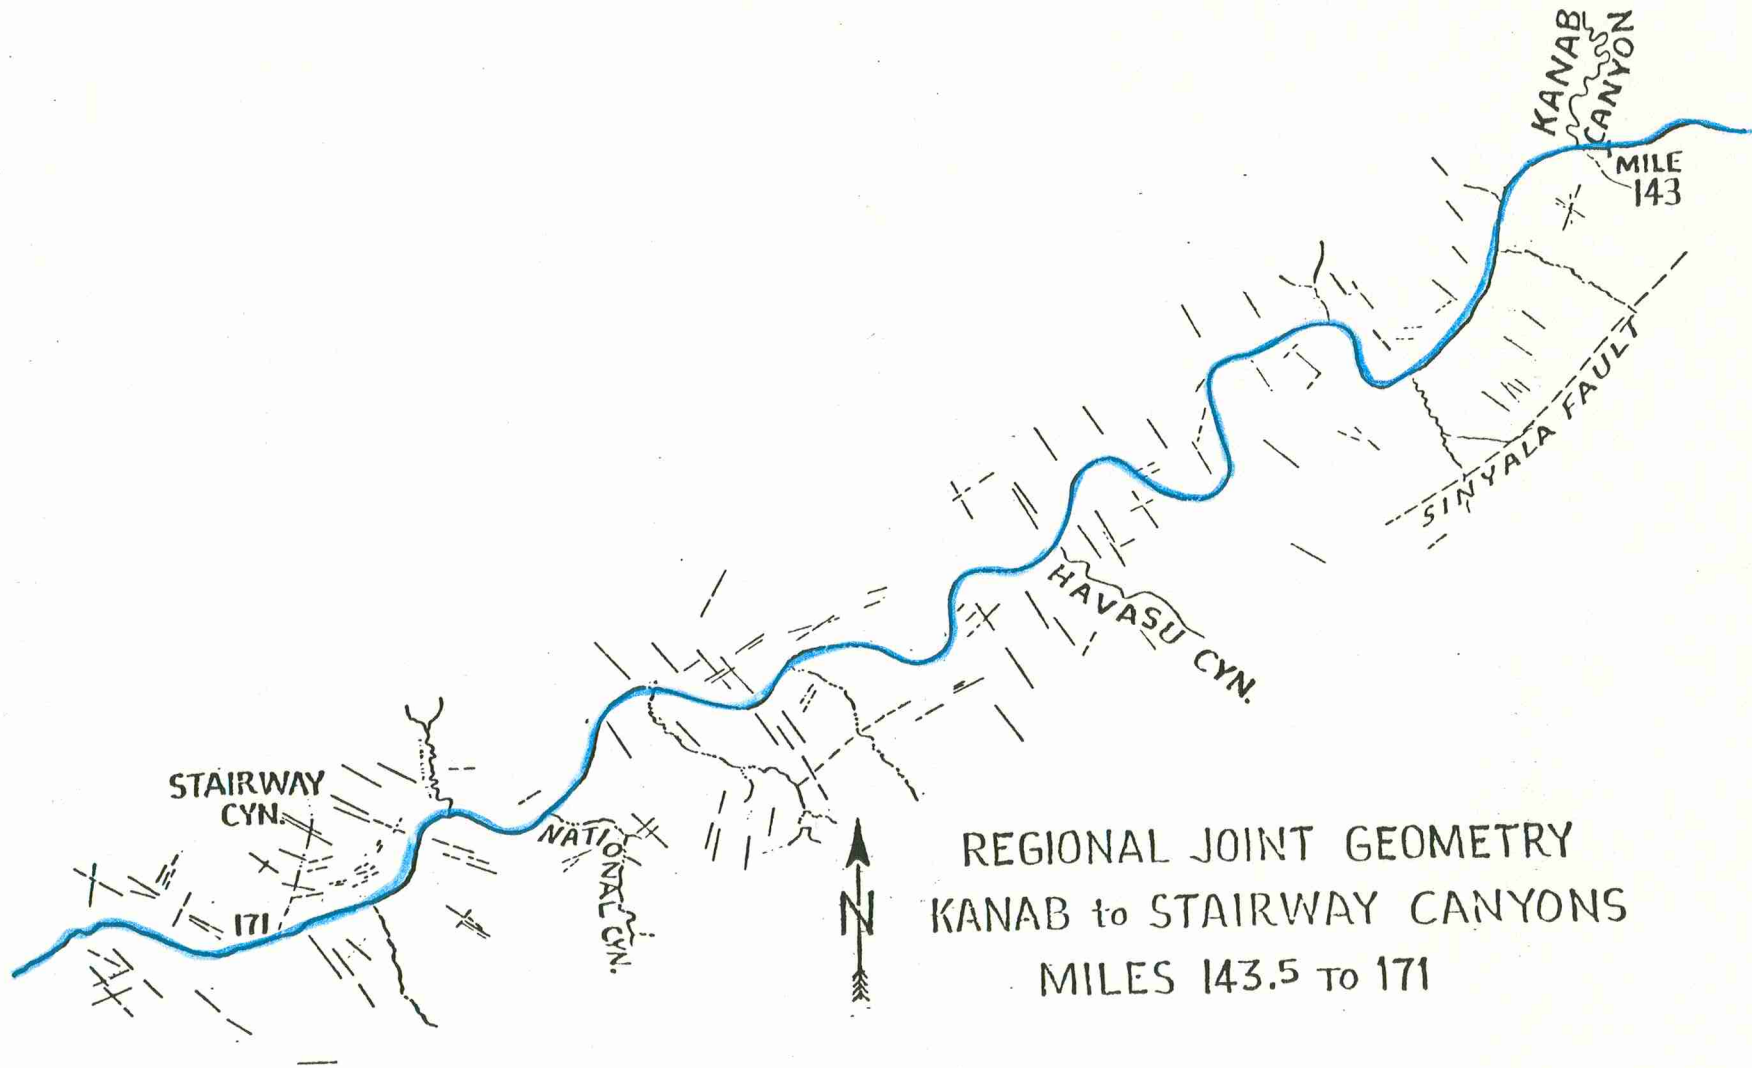 KANAB
CANYON
MILE
143
SINYALA FAULT
HAVASU CYN.
STAIRWAY
CYN.
NATIONAL CYN.
171
N
REGIONAL JOINT GEOMETRY
KANAB to STAIRWAY CANYONS
MILES 143.5 TO 171